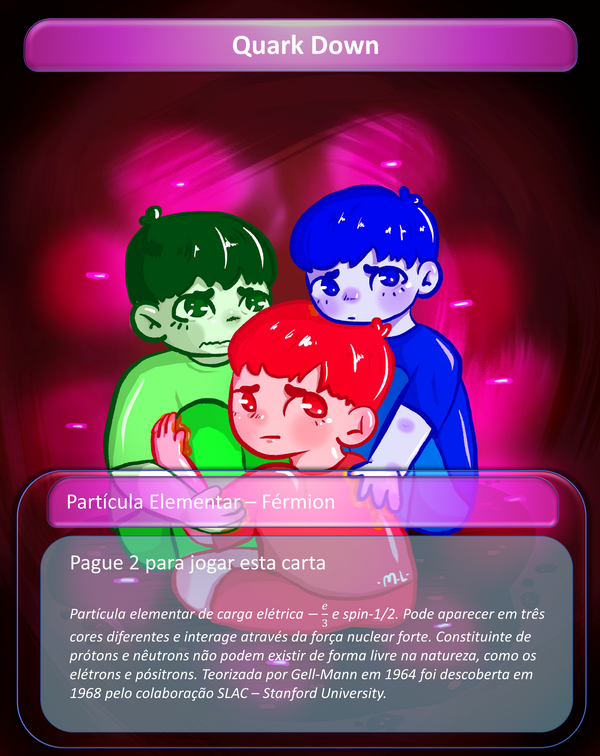 Quark Down
Partícula Elementar – Férmion
Pague 2 para jogar esta carta
Partícula elementar de carga elétrica −e/3 e spin-1/2. Pode aparecer em três
cores diferentes e interage através da força nuclear forte. Constituinte de
prótons e nêutrons não podem existir de forma livre na natureza, como os
elétrons e pósitrons. Teorizada por Gell-Mann em 1964 foi descoberta em
1968 pelo colaboração SLAC – Stanford University.
·M·L·